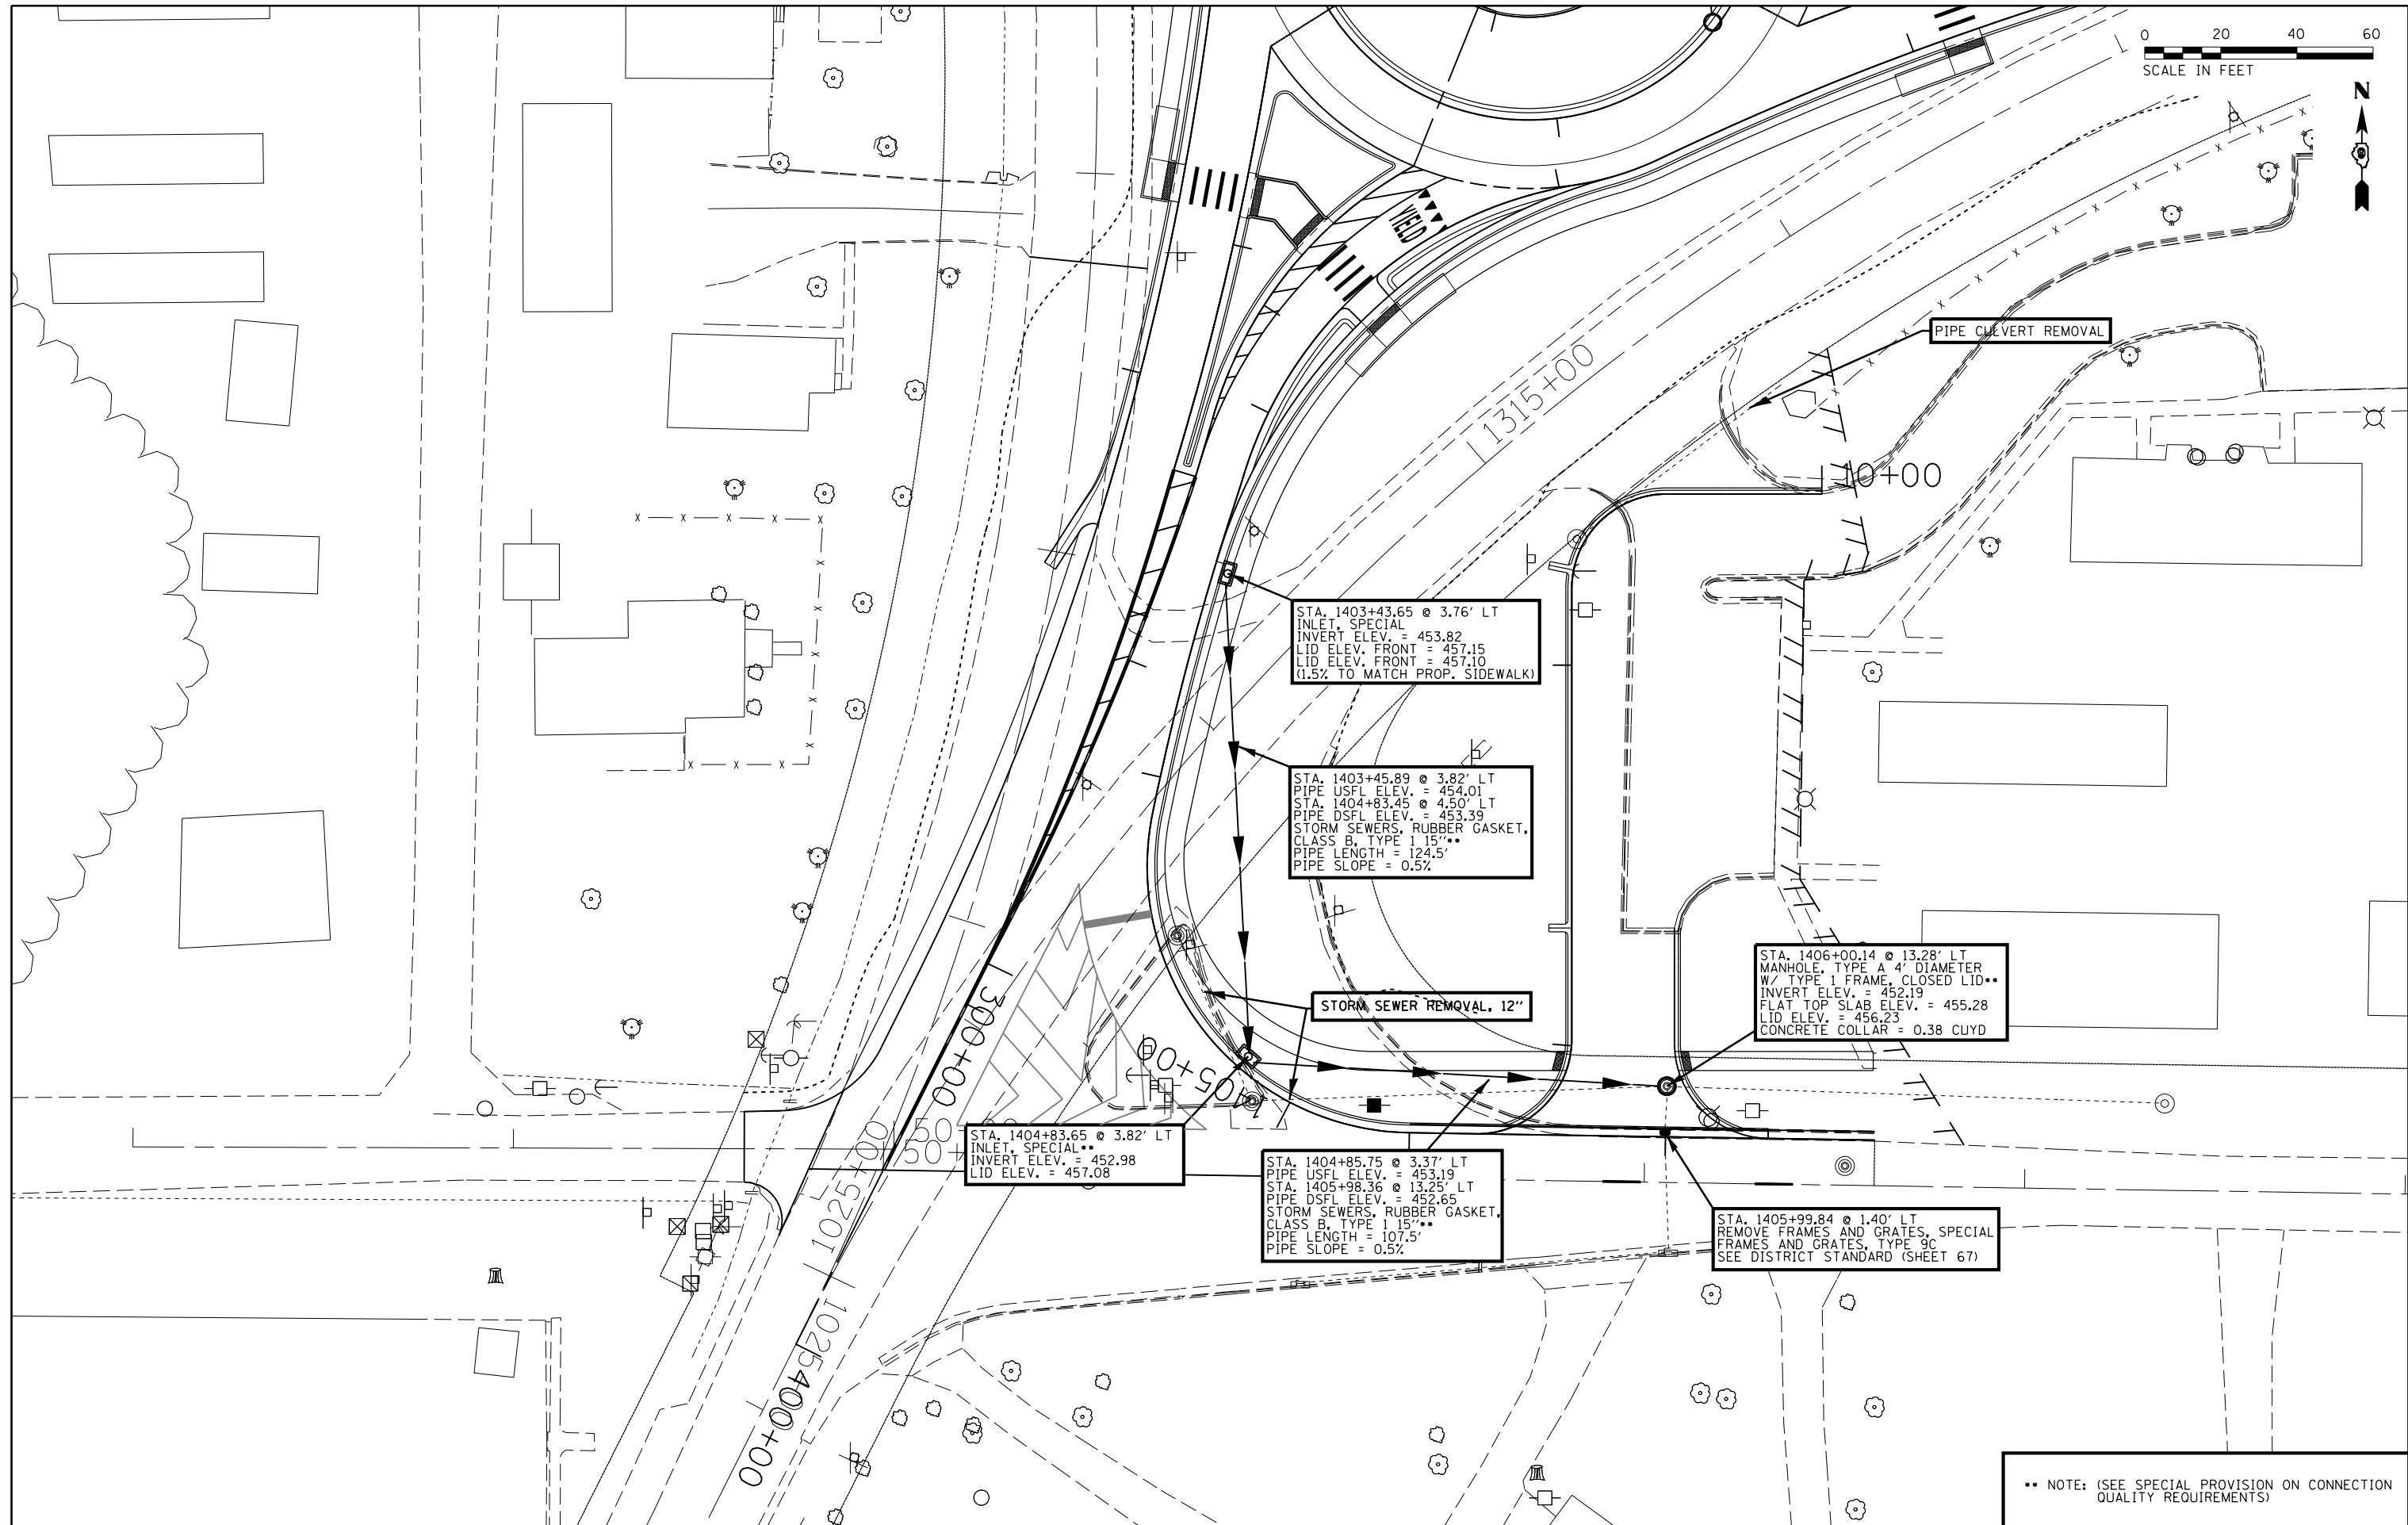 0 20 40 60
SCALE IN FEET
N
YIELD
PIPE CULVERT REMOVAL
1315+00
10+00
STA. 1403+43.65 @ 3.76' LT
INLET, SPECIAL
INVERT ELEV. = 453.82
LID ELEV. FRONT = 457.15
LID ELEV. FRONT = 457.10
(1.5% TO MATCH PROP. SIDEWALK)
STA. 1403+45.89 @ 3.82' LT
PIPE USFL ELEV. = 454.01
STA. 1404+83.45 @ 4.50' LT
PIPE DSFL ELEV. = 453.39
STORM SEWERS, RUBBER GASKET,
CLASS B, TYPE 1 15"**
PIPE LENGTH = 124.5'
PIPE SLOPE = 0.5%
STA. 1406+00.14 @ 13.28' LT
MANHOLE, TYPE A 4' DIAMETER
W/ TYPE 1 FRAME, CLOSED LID**
INVERT ELEV. = 452.19
FLAT TOP SLAB ELEV. = 455.28
LID ELEV. = 456.23
CONCRETE COLLAR = 0.38 CUYD
STORM SEWER REMOVAL, 12"
300+00
1405+00
STA. 1404+83.65 @ 3.82' LT
INLET, SPECIAL**
INVERT ELEV. = 452.98
LID ELEV. = 457.08
STA. 1404+85.75 @ 3.37' LT
PIPE USFL ELEV. = 453.19
STA. 1405+98.36 @ 13.25' LT
PIPE DSFL ELEV. = 452.65
STORM SEWERS, RUBBER GASKET,
CLASS B, TYPE 1 15"**
PIPE LENGTH = 107.5'
PIPE SLOPE = 0.5%
STA. 1405+99.84 @ 1.40' LT
REMOVE FRAMES AND GRATES, SPECIAL
FRAMES AND GRATES, TYPE 9C
SEE DISTRICT STANDARD (SHEET 67)
1025+00
1025
400+00
** NOTE: (SEE SPECIAL PROVISION ON CONNECTION
QUALITY REQUIREMENTS)